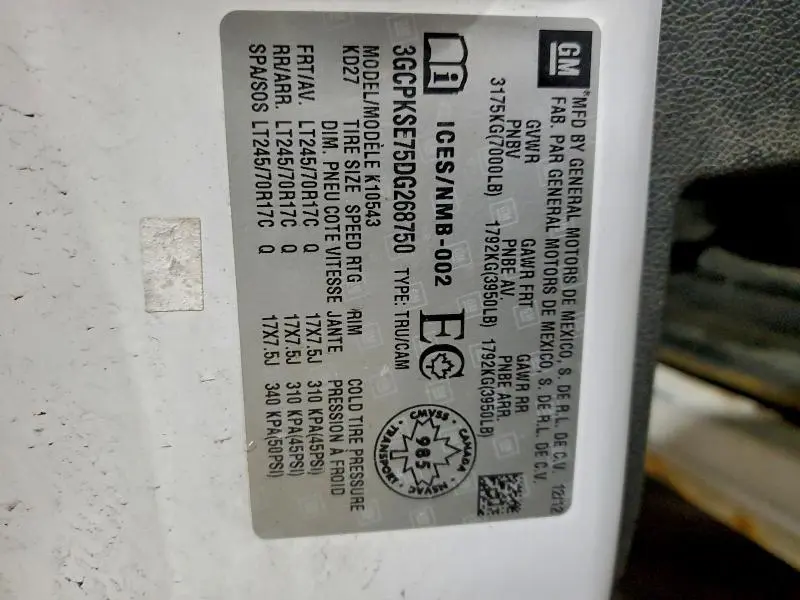 GM
*MFD BY GENERAL MOTORS DE MEXICO, S. DE R.L. DE C.V. 12/12
FAB. PAR GENERAL MOTORS DE MEXICO, S. DE R.L. DE C.V.
GVWR GAWR FRT GAWR RR
PNBV PNBE AV. PNBE ARR.
3175KG(7000LB) 1792KG(3950LB) 1792KG(3950LB)
i ICES/NMB-002 EC
CMVSS • CANADA • NSVAC • TRANSPORT •
985
3GCPKSE75DG268750 TYPE: TRU/CAM
MODEL/MODÈLE K10543
KD27 TIRE SIZE SPEED RTG RIM COLD TIRE PRESSURE
DIM. PNEU COTE VITESSE JANTE PRESSION À FROID
FRT/AV. LT245/70R17C Q 17X7.5J 310 KPA(45PSI)
RR/ARR. LT245/70R17C Q 17X7.5J 310 KPA(45PSI)
SPA/SOS LT245/70R17C Q 17X7.5J 340 KPA(50PSI)